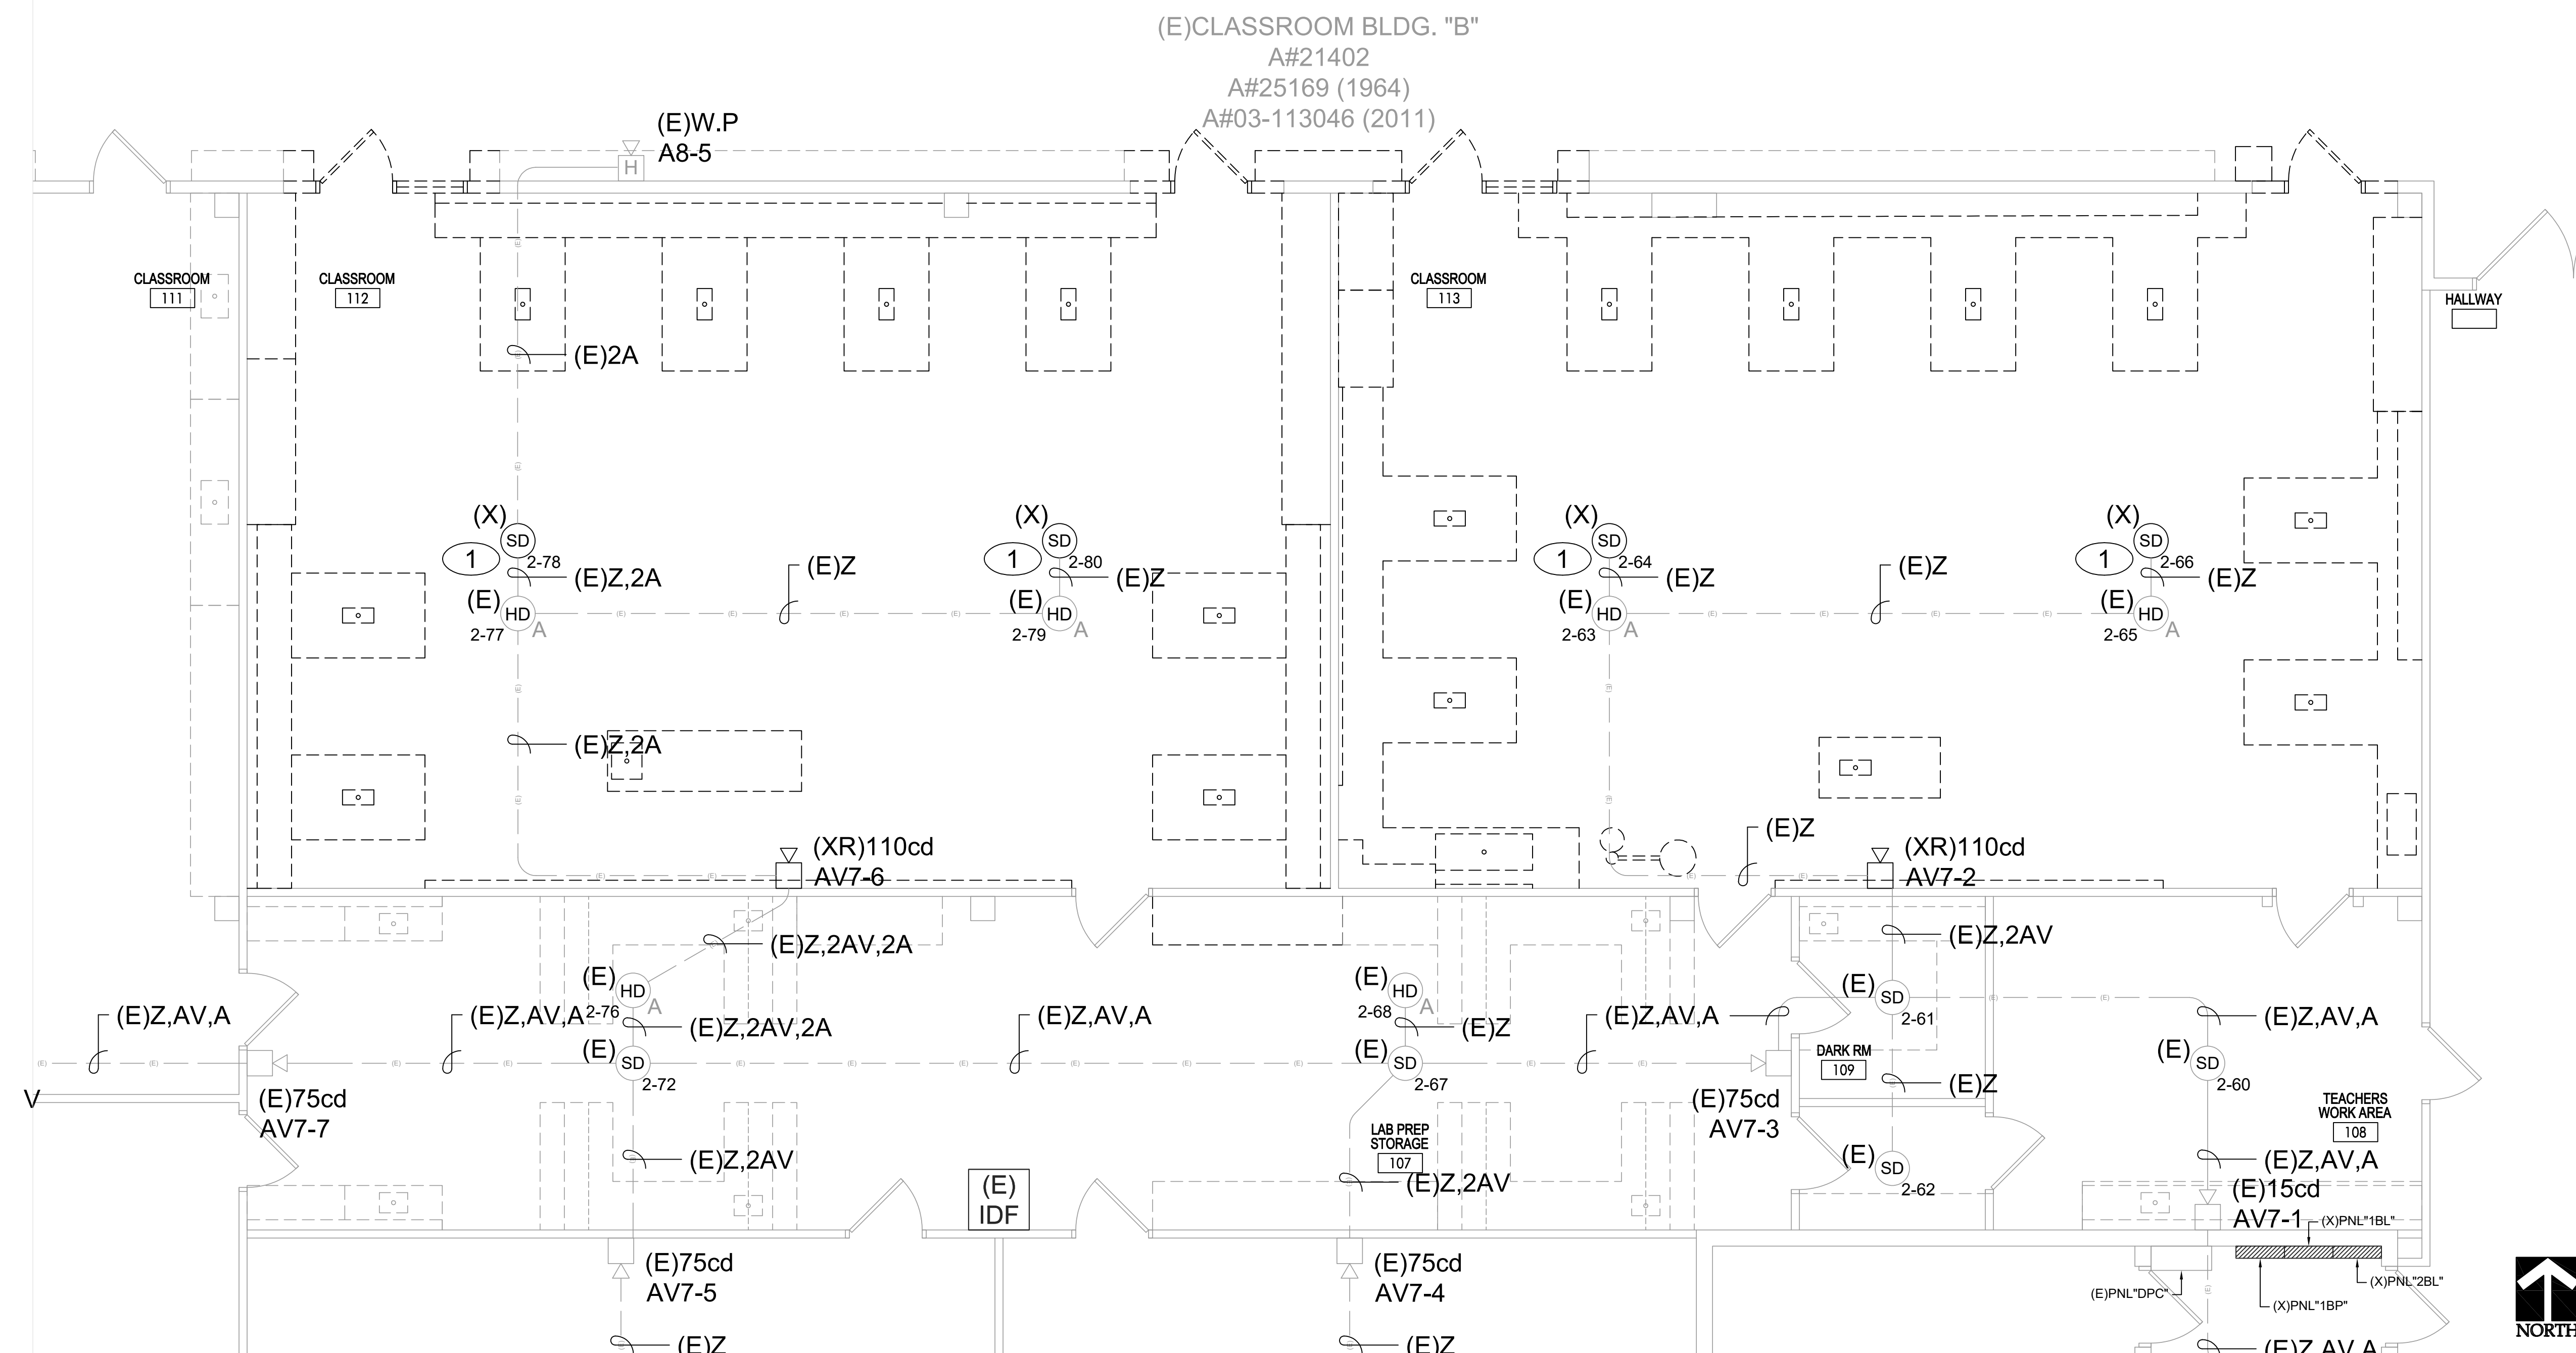 (E)CLASSROOM BLDG. "B"
A#21402
A#25169 (1964)
A#03-113046 (2011)
(E)W.P
A8-5
H
CLASSROOM
111
CLASSROOM
112
CLASSROOM
113
HALLWAY
(E)
(E)2A
(E)
(E)
(X)
SD
2-78
1
(E)Z,2A
(E)
HD
A
2-77
(E)
(E)
(E)Z
(E)
(E)
(X)
SD
2-80
1
(E)Z
(E)
HD
A
2-79
(X)
SD
2-64
1
(E)Z
(E)
HD
A
2-63
(E)
(E)
(E)Z
(E)
(E)
(X)
SD
2-66
1
(E)Z
(E)
HD
A
2-65
(E)
(E)Z,2A
(E)
(E)
(E)
(XR)110cd
AV7-6
(E)
(E)
(E)Z
(E)
(E)
(XR)110cd
AV7-2
(E)Z,2AV,2A
(E)Z,2AV
(E)
HD
A
2-76
(E)Z,2AV,2A
(E)
HD
A
2-68
(E)Z
(E)
SD
2-61
(E)
(E)
(E)Z,AV,A
(E)Z,AV,A
(E)Z,AV,A
(E)Z,AV,A
(E)Z,AV,A
(E)
(E)
(E)
(E)
(E)
SD
2-72
(E)
(E)
(E)
(E)
(E)
(E)
(E)
SD
2-67
(E)
(E)
DARK RM
109
(E)Z
(E)
SD
2-60
V
(E)75cd
AV7-7
(E)75cd
AV7-3
TEACHERS
WORK AREA
108
LAB PREP
STORAGE
107
(E)Z,2AV
(E)
IDF
(E)Z,2AV
(E)
SD
2-62
(E)Z,AV,A
(E)15cd
AV7-1
(X)PNL"1BL"
(E)75cd
AV7-5
(E)75cd
AV7-4
(E)PNL"DPC"
(X)PNL"2BL"
(X)PNL"1BP"
(E)
NORTH
(E)Z
(E)Z
(E)Z,AV,A